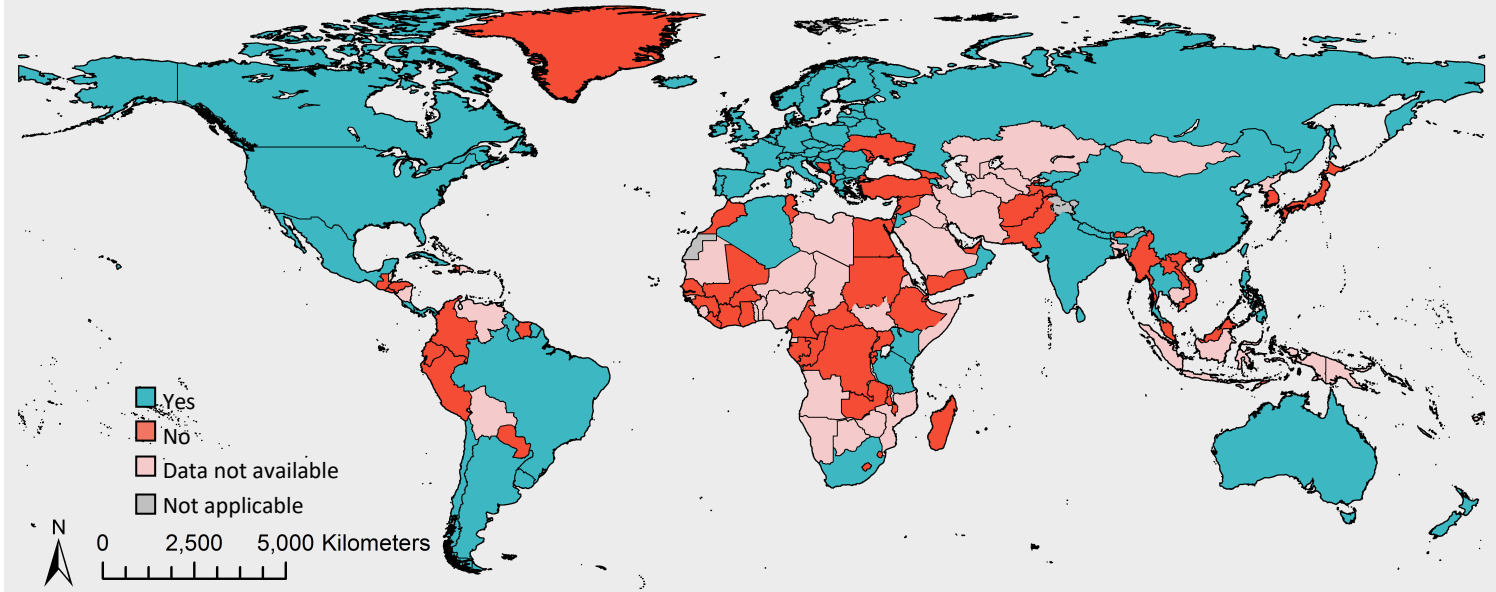 Yes
No
Data not available
Not applicable
N
0 2,500 5,000 Kilometers